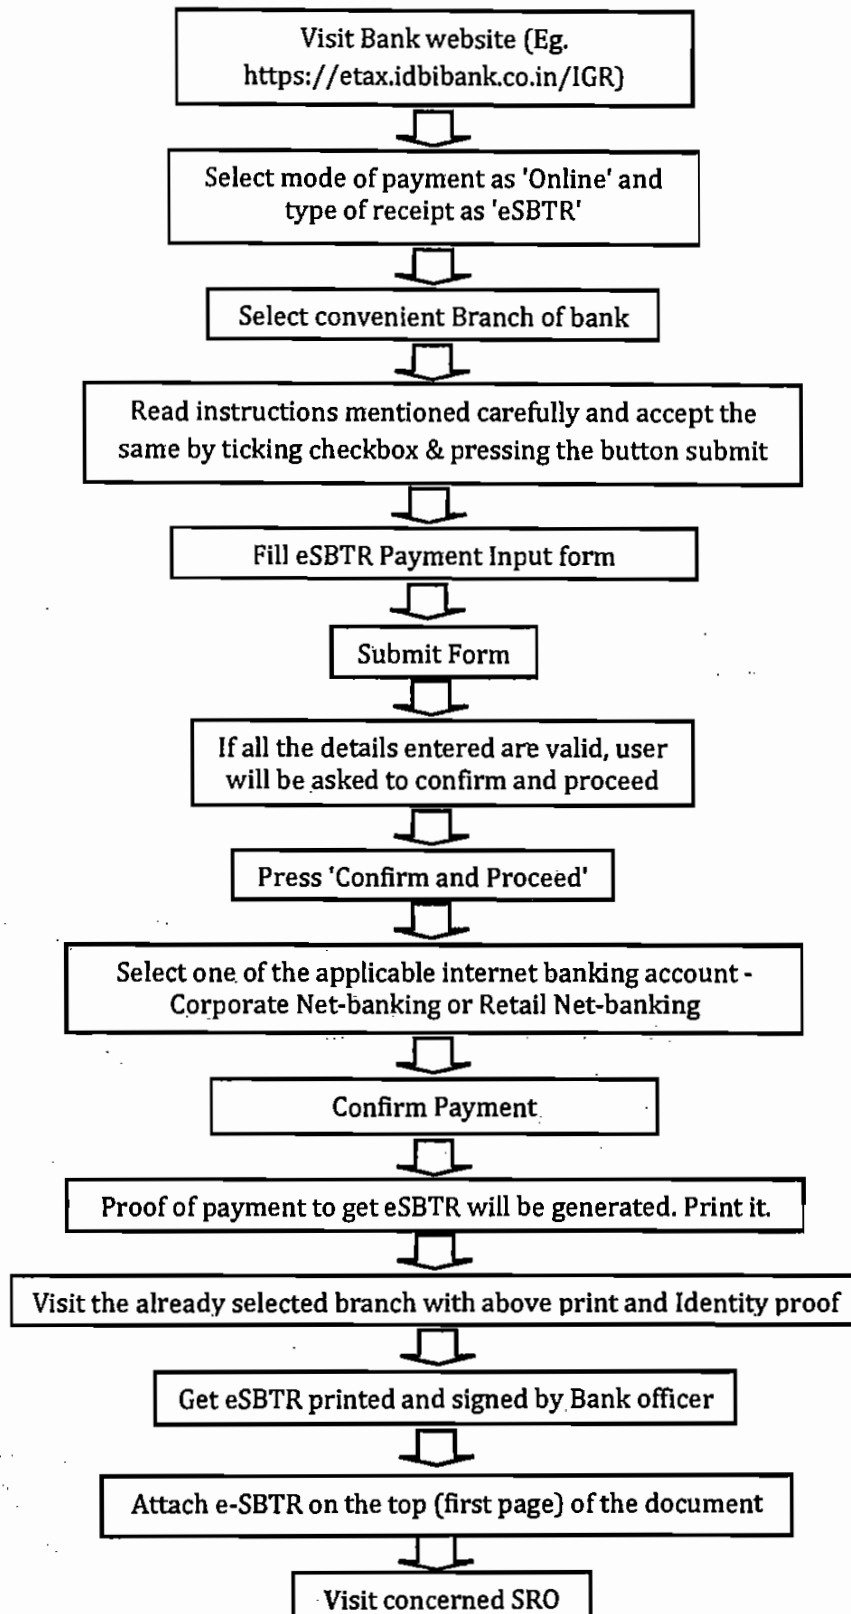 Visit Bank website (Eg.
https://etax.idbibank.co.in/IGR)
Select mode of payment as 'Online' and
type of receipt as 'eSBTR'
Select convenient Branch of bank
Read instructions mentioned carefully and accept the
same by ticking checkbox & pressing the button submit
Fill eSBTR Payment Input form
Submit Form
If all the details entered are valid, user
will be asked to confirm and proceed
Press 'Confirm and Proceed'
Select one of the applicable internet banking account -
Corporate Net-banking or Retail Net-banking
Confirm Payment
Proof of payment to get eSBTR will be generated. Print it.
Visit the already selected branch with above print and Identity proof
Get eSBTR printed and signed by Bank officer
Attach e-SBTR on the top (first page) of the document
Visit concerned SRO